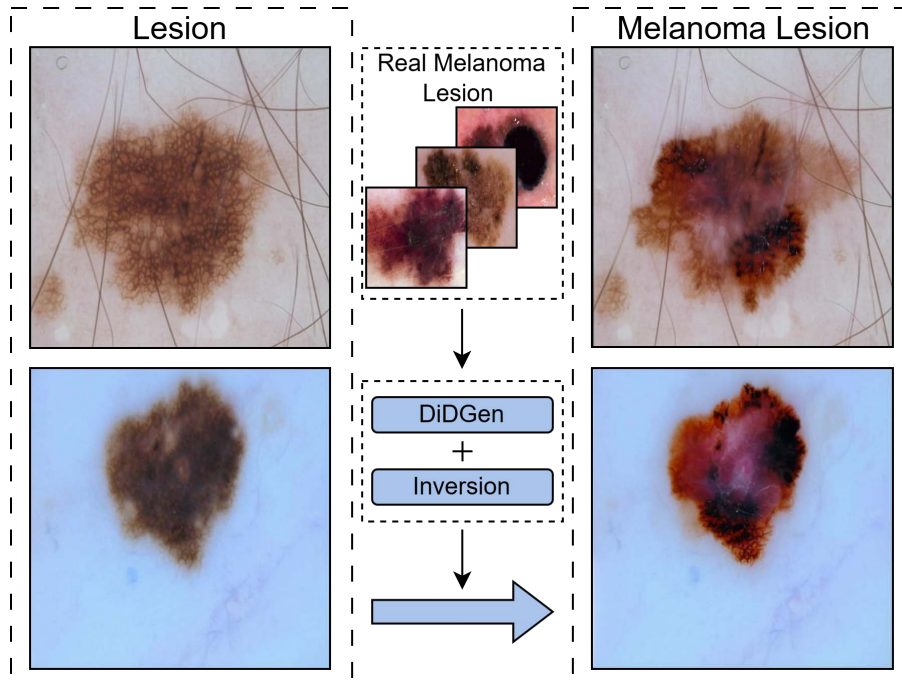 Lesion
Real Melanoma
Lesion
DiDGen
+
Inversion
Melanoma Lesion